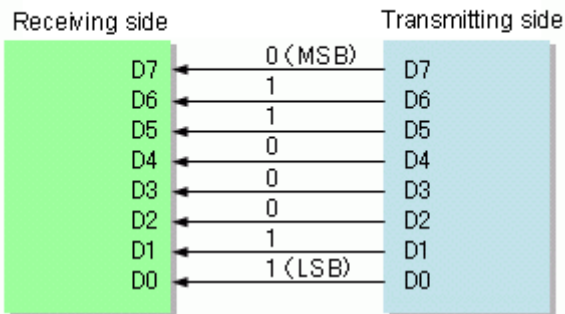 Receiving side Transmitting side
D7 0(MSB) D7
D6 1 D6
D5 1 D5
D4 0 D4
D3 0 D3
D2 0 D2
D1 1 D1
D0 1(LSB) D0